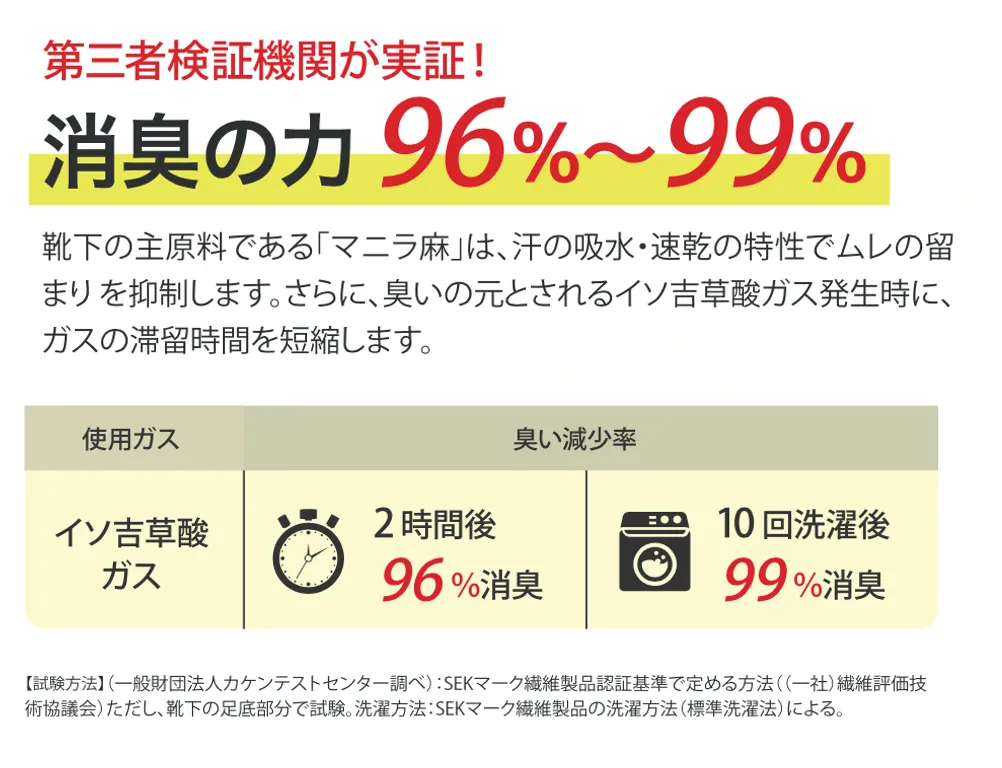 第三者検証機関が実証！
消臭の力 96%～99%
靴下の主原料である「マニラ麻」は、汗の吸水・速乾の特性でムレの留
まり を抑制します。さらに、臭いの元とされるイソ吉草酸ガス発生時に、
ガスの滞留時間を短縮します。
使用ガス
臭い減少率
イソ吉草酸
ガス
2 時間後
96 %消臭
10 回洗濯後
99 %消臭
【試験方法】（一般財団法人カケンテストセンター調べ）：SEKマーク繊維製品認証基準で定める方法（（一社）繊維評価技
術協議会）ただし、靴下の足底部分で試験。洗濯方法：SEKマーク繊維製品の洗濯方法（標準洗濯法）による。